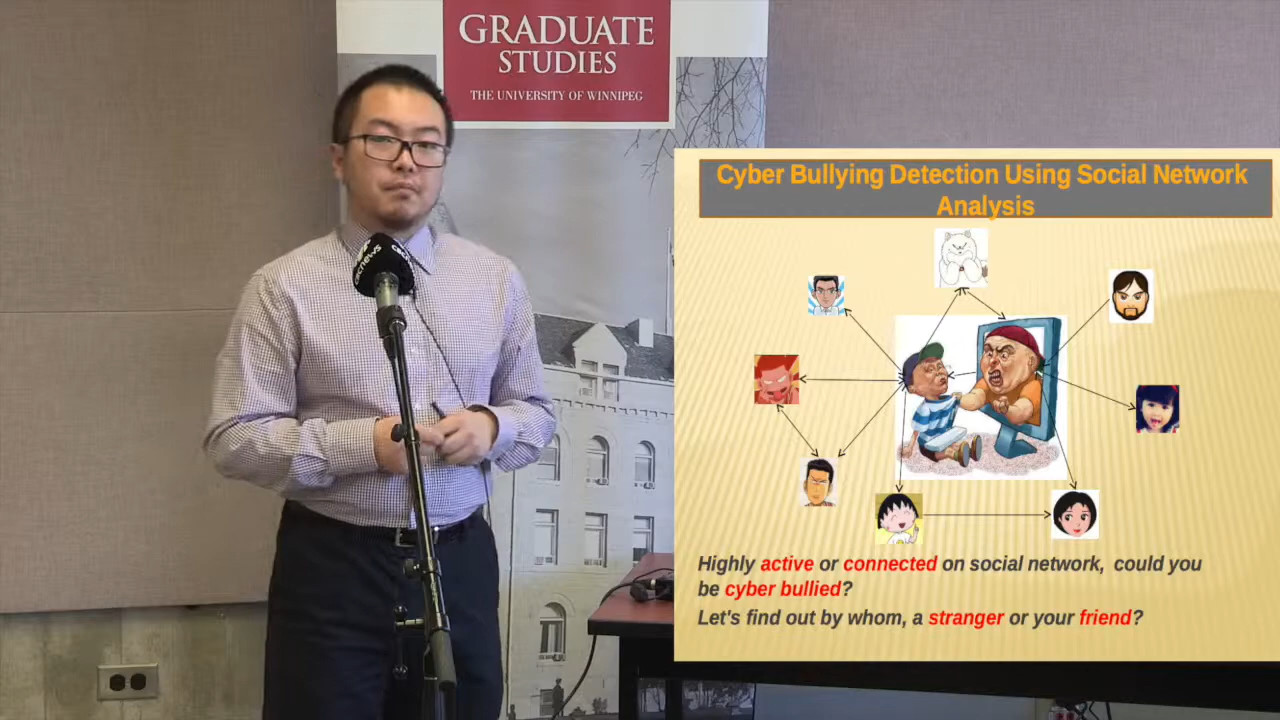 GRADUATE
STUDIES
THE UNIVERSITY OF WINNIPEG
cbcnews
Cyber Bullying Detection Using Social Network
Analysis
Highly active or connected on social network, could you
be cyber bullied?
Let's find out by whom, a stranger or your friend?